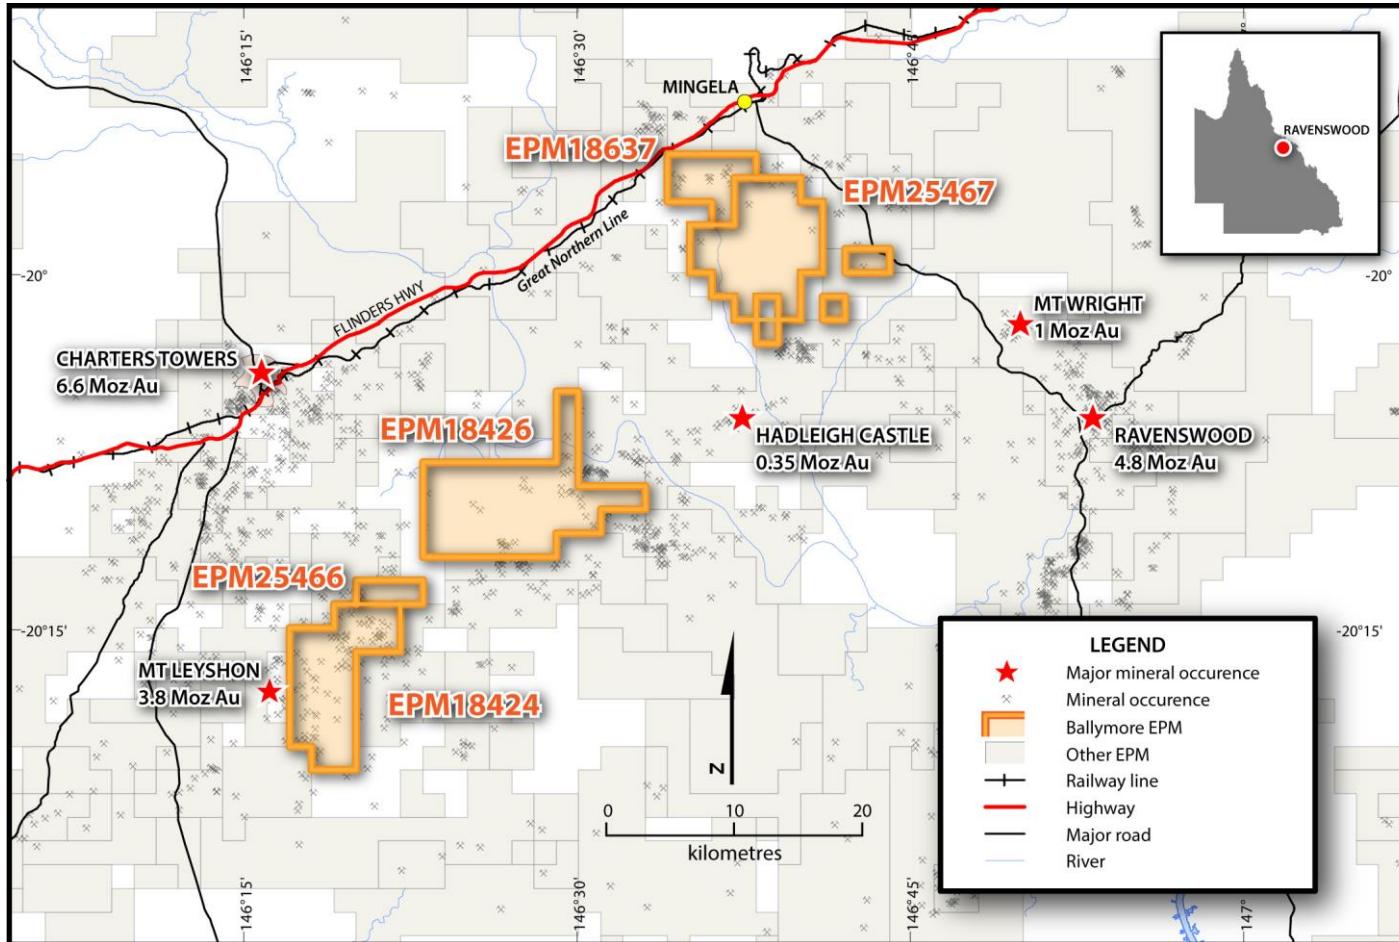 146°15'
146°30'
146°45'
MINGELA
RAVENSWOOD
EPM18637
EPM25467
Great Northern Line
FLINDERS HWY
-20°
-20°
MT WRIGHT
1 Moz Au
CHARTERS TOWERS
6.6 Moz Au
EPM18426
HADLEIGH CASTLE
0.35 Moz Au
RAVENSWOOD
4.8 Moz Au
EPM25466
-20°15'
-20°15'
MT LEYSHON
3.8 Moz Au
EPM18424
N
0 10 20
kilometres
LEGEND
Major mineral occurence
Mineral occurence
Ballymore EPM
Other EPM
Railway line
Highway
Major road
River
146°15'
146°30'
146°45'
147°